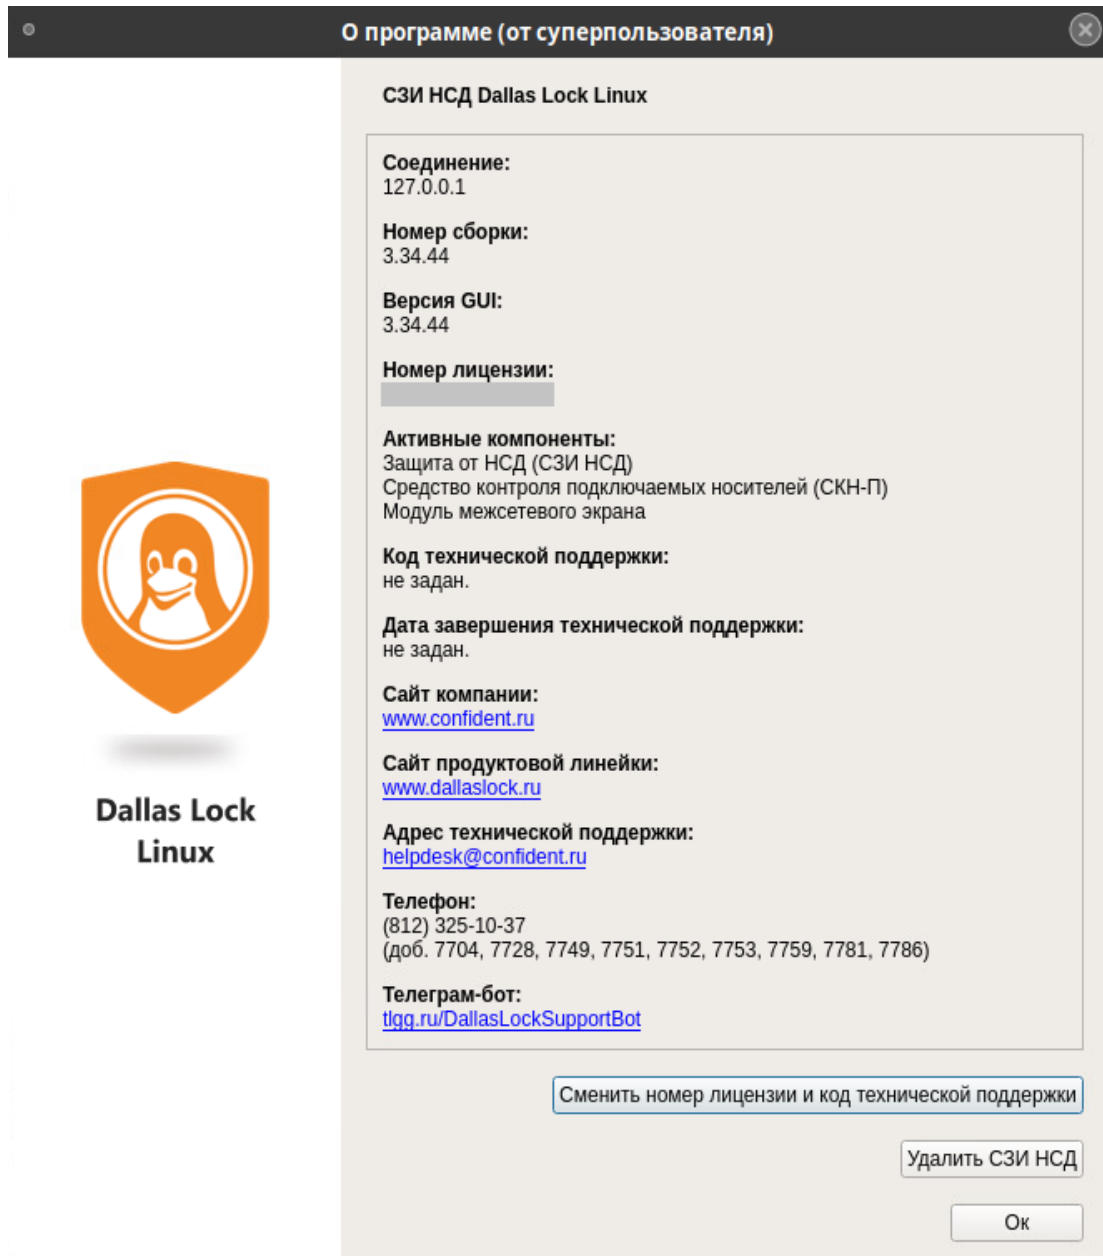 О программе (от суперпользователя)
СЗИ НСД Dallas Lock Linux
Соединение:
127.0.0.1
Номер сборки:
3.34.44
Версия GUI:
3.34.44
Номер лицензии:
Активные компоненты:
Защита от НСД (СЗИ НСД)
Средство контроля подключаемых носителей (СКН-П)
Модуль межсетевого экрана
Код технической поддержки:
не задан.
Дата завершения технической поддержки:
не задан.
Сайт компании:
www.confident.ru
Сайт продуктовой линейки:
www.dallaslock.ru
Адрес технической поддержки:
helpdesk@confident.ru
Телефон:
(812) 325-10-37
(доб. 7704, 7728, 7749, 7751, 7752, 7753, 7759, 7781, 7786)
Телеграм-бот:
tlgg.ru/DallasLockSupportBot
Dallas Lock
Linux
Сменить номер лицензии и код технической поддержки
Удалить СЗИ НСД
Ок